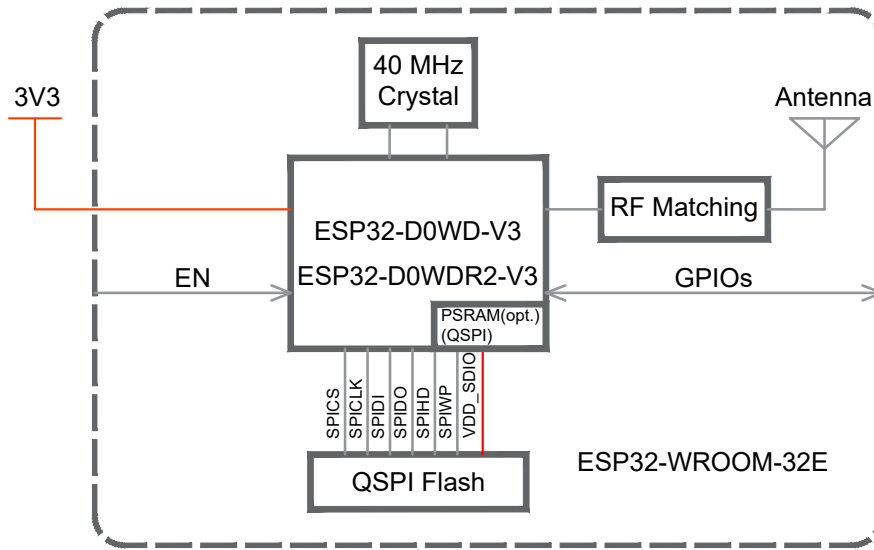 40 MHz
Crystal
3V3
Antenna
RF Matching
ESP32-D0WD-V3
ESP32-D0WDR2-V3
EN
GPIOs
PSRAM(opt.)
(QSPI)
SPICS
SPICLK
SPIDI
SPIDO
SPIHD
SPIWP
VDD_SDIO
QSPI Flash
ESP32-WROOM-32E